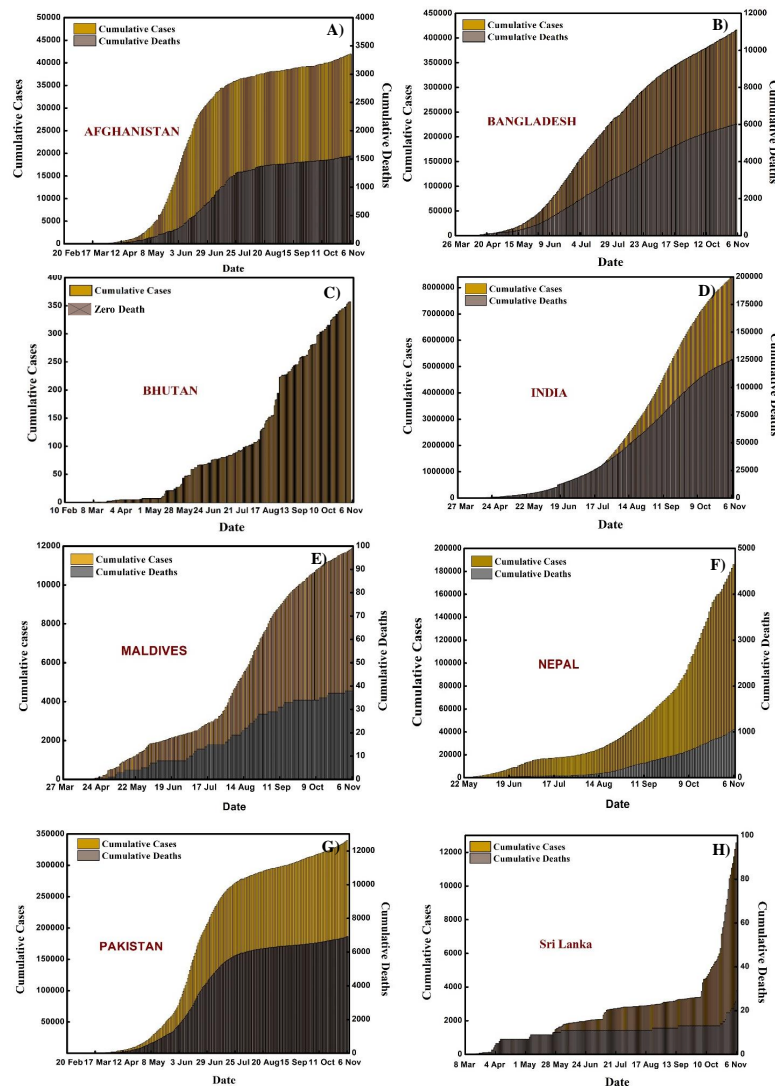 A)
Cumulative Cases
Cumulative Deaths
AFGHANISTAN
Cumulative Cases
50000
45000
40000
35000
30000
25000
20000
15000
10000
5000
0
4000
3500
3000
2500
2000
1500
1000
500
0
Cumulative Deaths
20 Feb 17 Mar 12 Apr 8 May 3 Jun 29 Jun 25 Jul 20 Aug 15 Sep 11 Oct 6 Nov
Date
B)
Cumulative Cases
Cumulative Deaths
BANGLADESH
Cumulative Cases
450000
400000
350000
300000
250000
200000
150000
100000
50000
0
12000
10000
8000
6000
4000
2000
0
Cumulative Deaths
26 Mar 20 Apr 15 May 9 Jun 4 Jul 29 Jul 23 Aug 17 Sep 12 Oct 6 Nov
Date
C)
Cumulative Cases
Zero Death
BHUTAN
Cumulative Cases
400
350
300
250
200
150
100
50
0
10 Feb 8 Mar 4 Apr 1 May 28 May 24 Jun 21 Jul 17 Aug 13 Sep 10 Oct 6 Nov
Date
D)
Cumulative Cases
Cumulative Deaths
INDIA
Cumulative Cases
8000000
7000000
6000000
5000000
4000000
3000000
2000000
1000000
0
200000
175000
150000
125000
100000
75000
50000
25000
0
Cumulative Deaths
27 Mar 24 Apr 22 May 19 Jun 17 Jul 14 Aug 11 Sep 9 Oct 6 Nov
Date
E)
Cumulative Cases
Cumulative Deaths
MALDIVES
Cumulative cases
12000
10000
8000
6000
4000
2000
0
100
90
80
70
60
50
40
30
20
10
0
Cumulative Deaths
27 Mar 24 Apr 22 May 19 Jun 17 Jul 14 Aug 11 Sep 9 Oct 6 Nov
Date
F)
Cumulative Cases
Cumulative Deaths
NEPAL
Cumulative Cases
200000
180000
160000
140000
120000
100000
80000
60000
40000
20000
0
5000
4000
3000
2000
1000
0
Cumulative Deaths
22 May 19 Jun 17 Jul 14 Aug 11 Sep 9 Oct 6 Nov
Date
G)
Cumulative Cases
Cumulative Deaths
PAKISTAN
Cumulative Cases
350000
300000
250000
200000
150000
100000
50000
12000
10000
8000
6000
4000
2000
0
Cumulative Deaths
20 Feb 17 Mar 12 Apr 8 May 3 Jun 29 Jun 25 Jul 20 Aug 15 Sep 11 Oct 6 Nov
Date
H)
Cumulative Cases
Cumulative Deaths
Sri Lanka
Cumulative Cases
12000
10000
8000
6000
4000
2000
0
100
80
60
40
20
0
Cumulative Deaths
8 Mar 4 Apr 1 May 28 May 24 Jun 21 Jul 17 Aug 13 Sep 10 Oct 6 Nov
Date